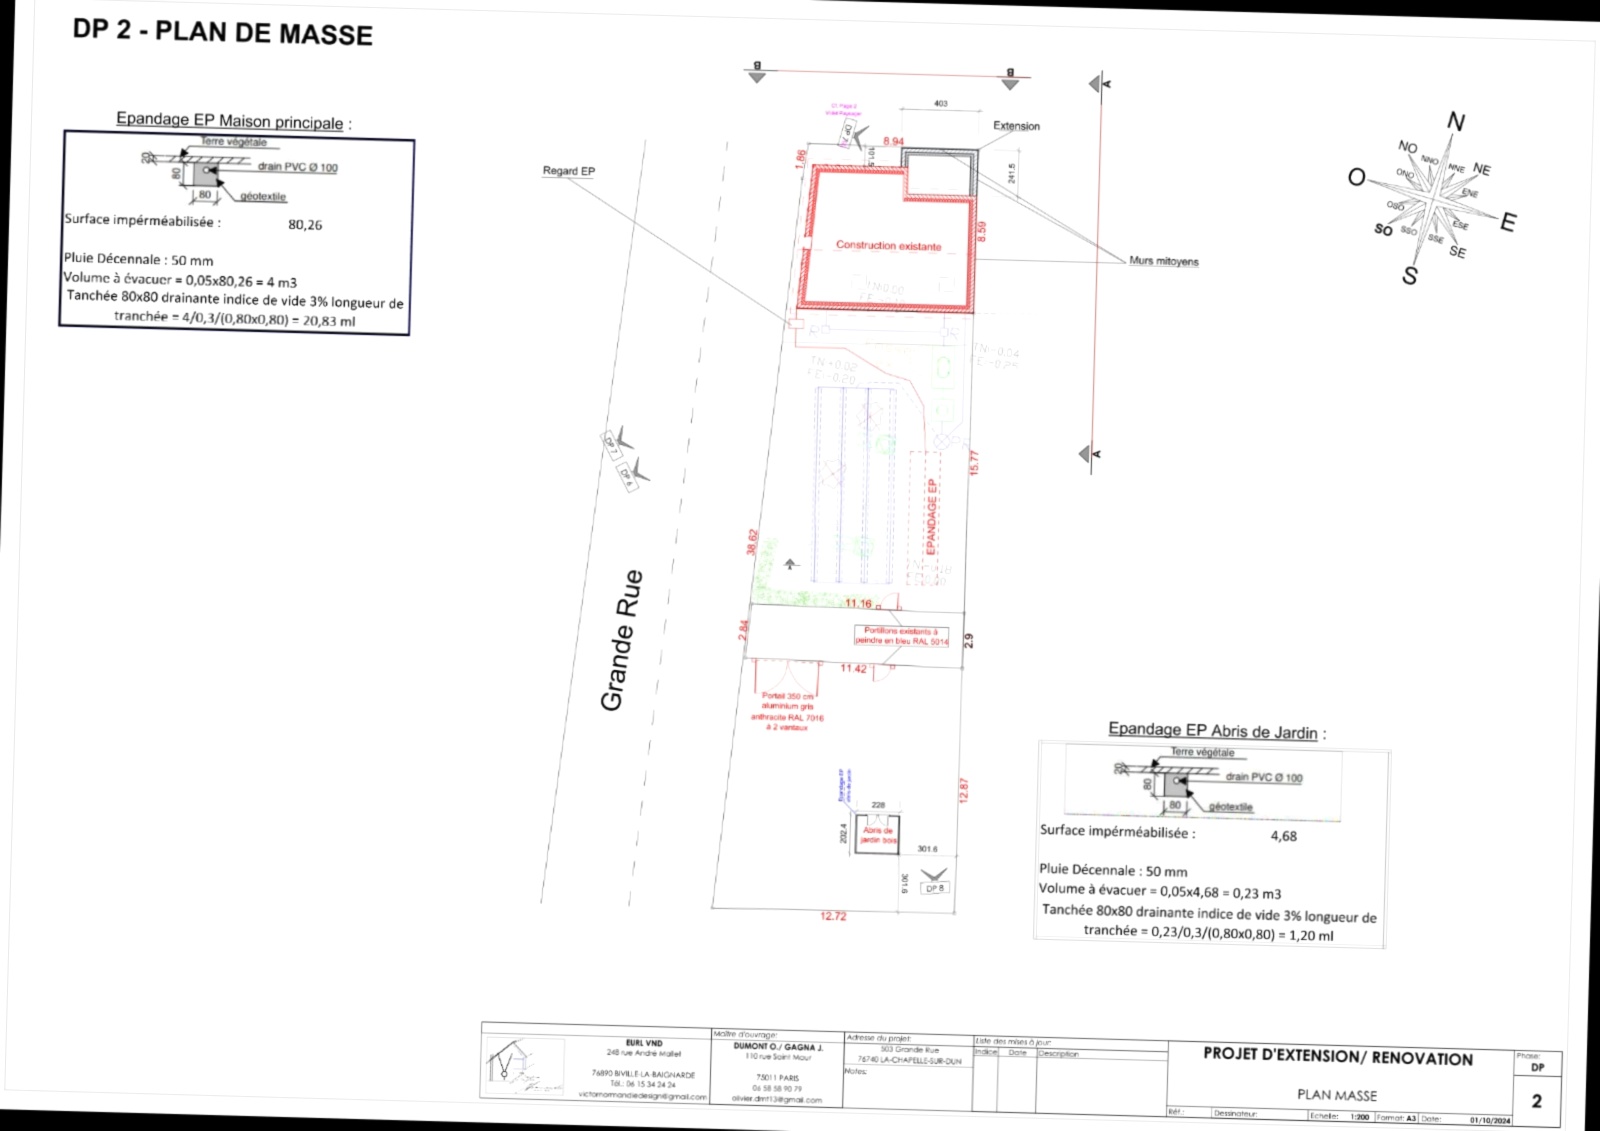 DP 2 - PLAN DE MASSE
Epandage EP Maison principale :
Terre végétale
20
80
drain PVC Ø 100
80
géotextile
Surface impérméabilisée :
80,26
Pluie Décennale : 50 mm
Volume à évacuer = 0,05x80,26 = 4 m3
Tanchée 80x80 drainante indice de vide 3% longueur de
tranchée = 4/0,3/(0,80x0,80) = 20,83 ml
B
B
A
A
403
Extension
DP
8.94
1.86
101.5
241.5
Regard EP
8.59
Construction existante
Murs mitoyens
N
NO
NNO
NNE
NE
ONO
O
ENE
OSO
E
ESE
SO
SSO
SSE
SE
S
TN:-0.04
TN:+0.02
FE:-0.20
DP 7
DP 6
15.77
EPANDAGE EP
38.62
Grande Rue
11.16
2.84
Portillons existants à
peindre en bleu RAL 5014
2.9
11.42
Portail 350 cm
aluminium gris
anthracite RAL 7016
à 2 vantaux
12.87
228
202.4
Abris de
jardin bois
301.6
301.6
DP 8
12.72
Epandage EP Abris de Jardin :
Terre végétale
20
80
drain PVC Ø 100
80
géotextile
Surface impérméabilisée :
4,68
Pluie Décennale : 50 mm
Volume à évacuer = 0,05x4,68 = 0,23 m3
Tanchée 80x80 drainante indice de vide 3% longueur de
tranchée = 0,23/0,3/(0,80x0,80) = 1,20 ml
EURL VND
248 rue André Mallet
76890 BIVILLE-LA-BAIGNARDE
Tél.: 06 15 34 24 24
victornormandiedesign@gmail.com
Maître d'ouvrage:
DUMONT O./ GAGNA J.
110 rue Saint Maur
75011 PARIS
06 58 58 90 79
olivier.dmt13@gmail.com
Adresse du projet:
503 Grande Rue
76740 LA-CHAPELLE-SUR-DUN
Notes:
Liste des mises à jour:
Indice
Date
Description
PROJET D'EXTENSION/ RENOVATION
PLAN MASSE
Réf.:
Dessinateur:
Echelle: 1:200
Format: A3
Date: 01/10/2024
Phase:
DP
2